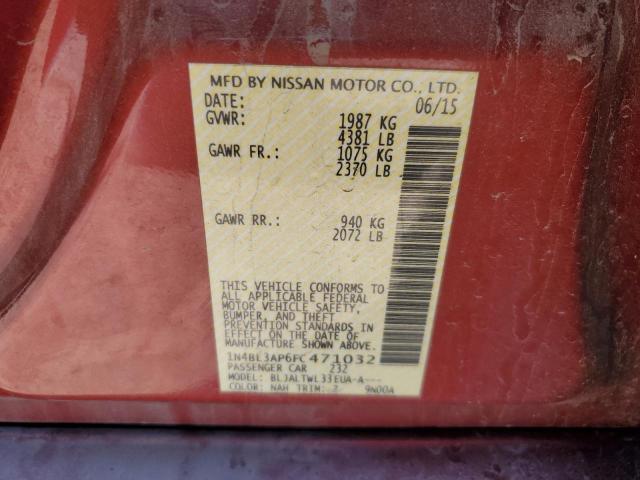 MFD BY NISSAN MOTOR CO., LTD.
DATE: 06/15
GVWR: 1987 KG
4381 LB
GAWR FR.: 1075 KG
2370 LB
GAWR RR.: 940 KG
2072 LB
THIS VEHICLE CONFORMS TO
ALL APPLICABLE FEDERAL
MOTOR VEHICLE SAFETY,
BUMPER, AND THEFT
PREVENTION STANDARDS IN
EFFECT ON THE DATE OF
MANUFACTURE SHOWN ABOVE.
1N4BL3AP6FC471032
PASSENGER CAR 232
MODEL: BLJALTWL33EUA-A---
COLOR: NAH TRIM: 9N00A